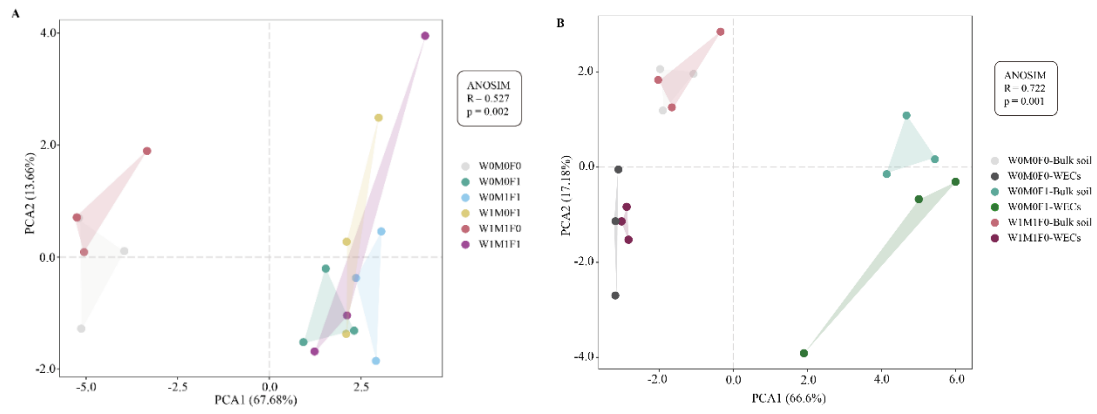 A
4.0
2.0
0.0
-2.0
PCA2 (13.66%)
-5.0
-2.5
0.0
2.5
PCA1 (67.68%)
ANOSIM
R – 0.527
p = 0.002
W0M0F0
W0M0F1
W0M1F1
W1M0F1
W1M1F0
W1M1F1
B
2.0
0.0
-2.0
-4.0
PCA2 (17.18%)
-2.0
0.0
2.0
4.0
6.0
PCA1 (66.6%)
ANOSIM
R = 0.722
p = 0.001
W0M0F0-Bulk soil
W0M0F0-WECs
W0M0F1-Bulk soil
W0M0F1-WECs
W1M1F0-Bulk soil
W1M1F0-WECs